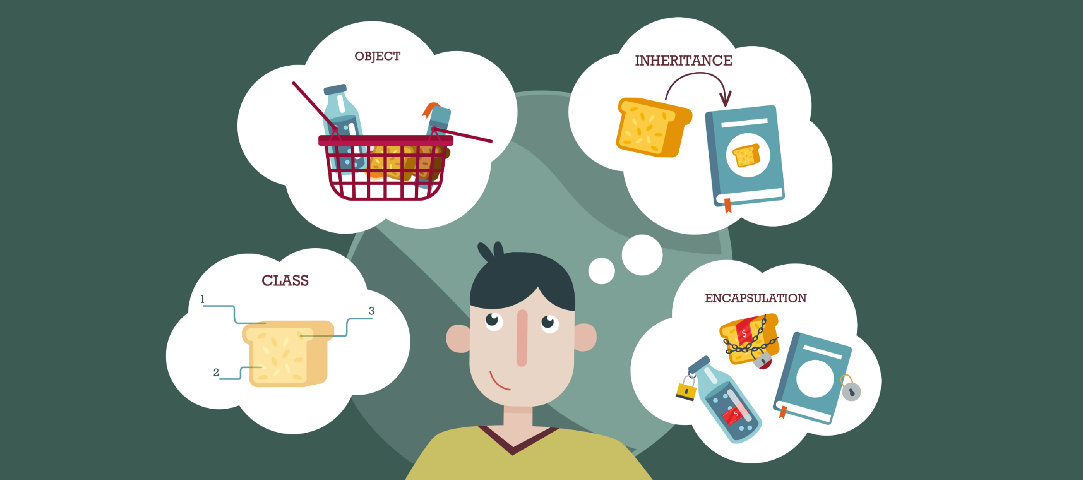 OBJECT
INHERITANCE
CLASS
1
3
2
ENCAPSULATION
S
S